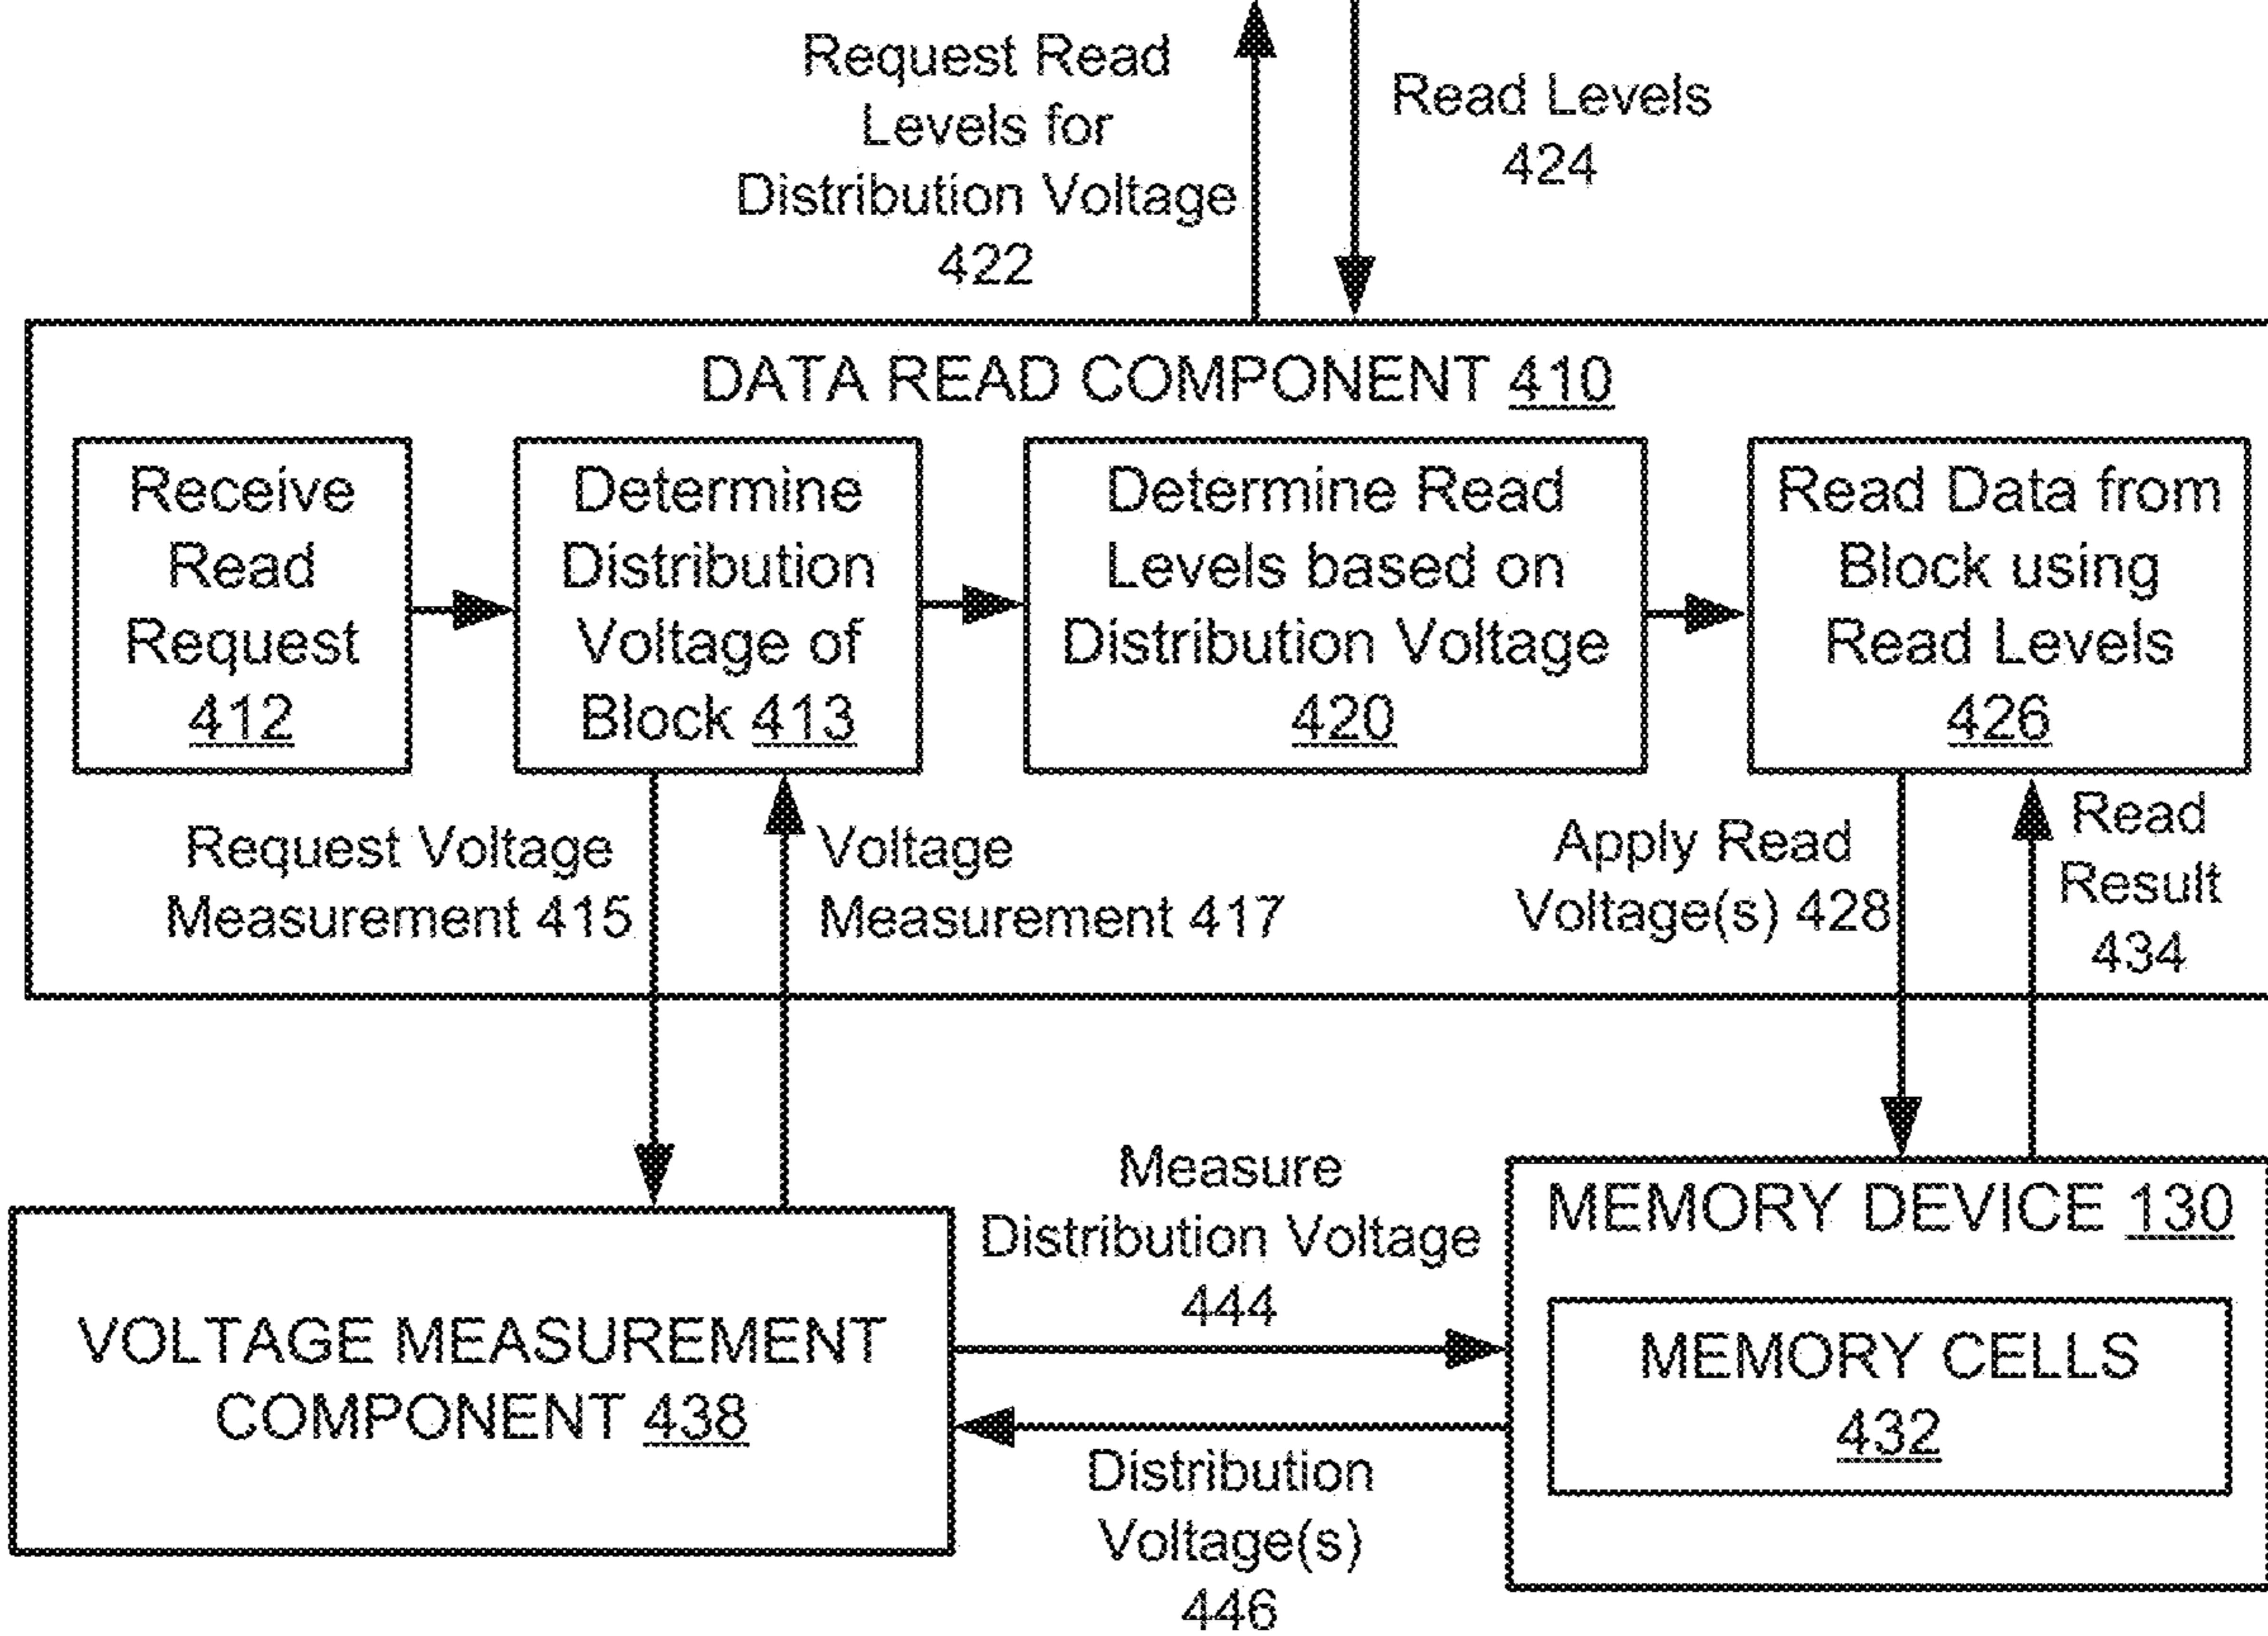 Request Read
Levels for
Distribution Voltage
422
Read Levels
424
DATA READ COMPONENT 410
Receive
Read
Request
412
Determine
Distribution
Voltage of
Block 413
Determine Read
Levels based on
Distribution Voltage
420
Read Data from
Block using
Read Levels
426
Request Voltage
Measurement 415
Voltage
Measurement 417
Apply Read
Voltage(s) 428
Read
Result
434
VOLTAGE MEASUREMENT
COMPONENT 438
Measure
Distribution Voltage
444
Distribution
Voltage(s)
446
MEMORY DEVICE 130
MEMORY CELLS
432